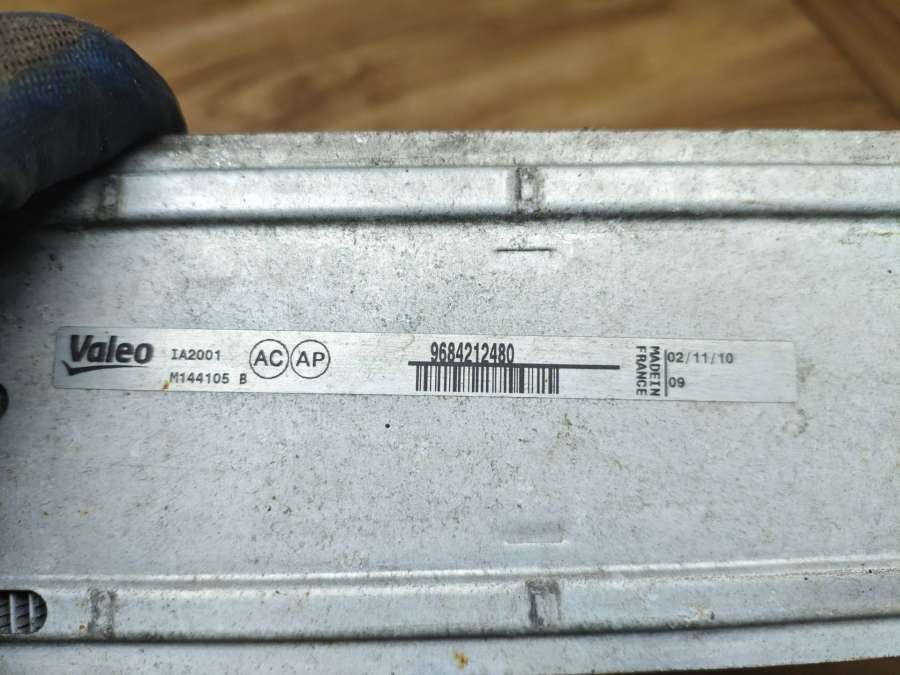 Valeo
IA2001
M144105 B
AC
AP
9684212480
MADE IN
FRANCE
02/11/10
09